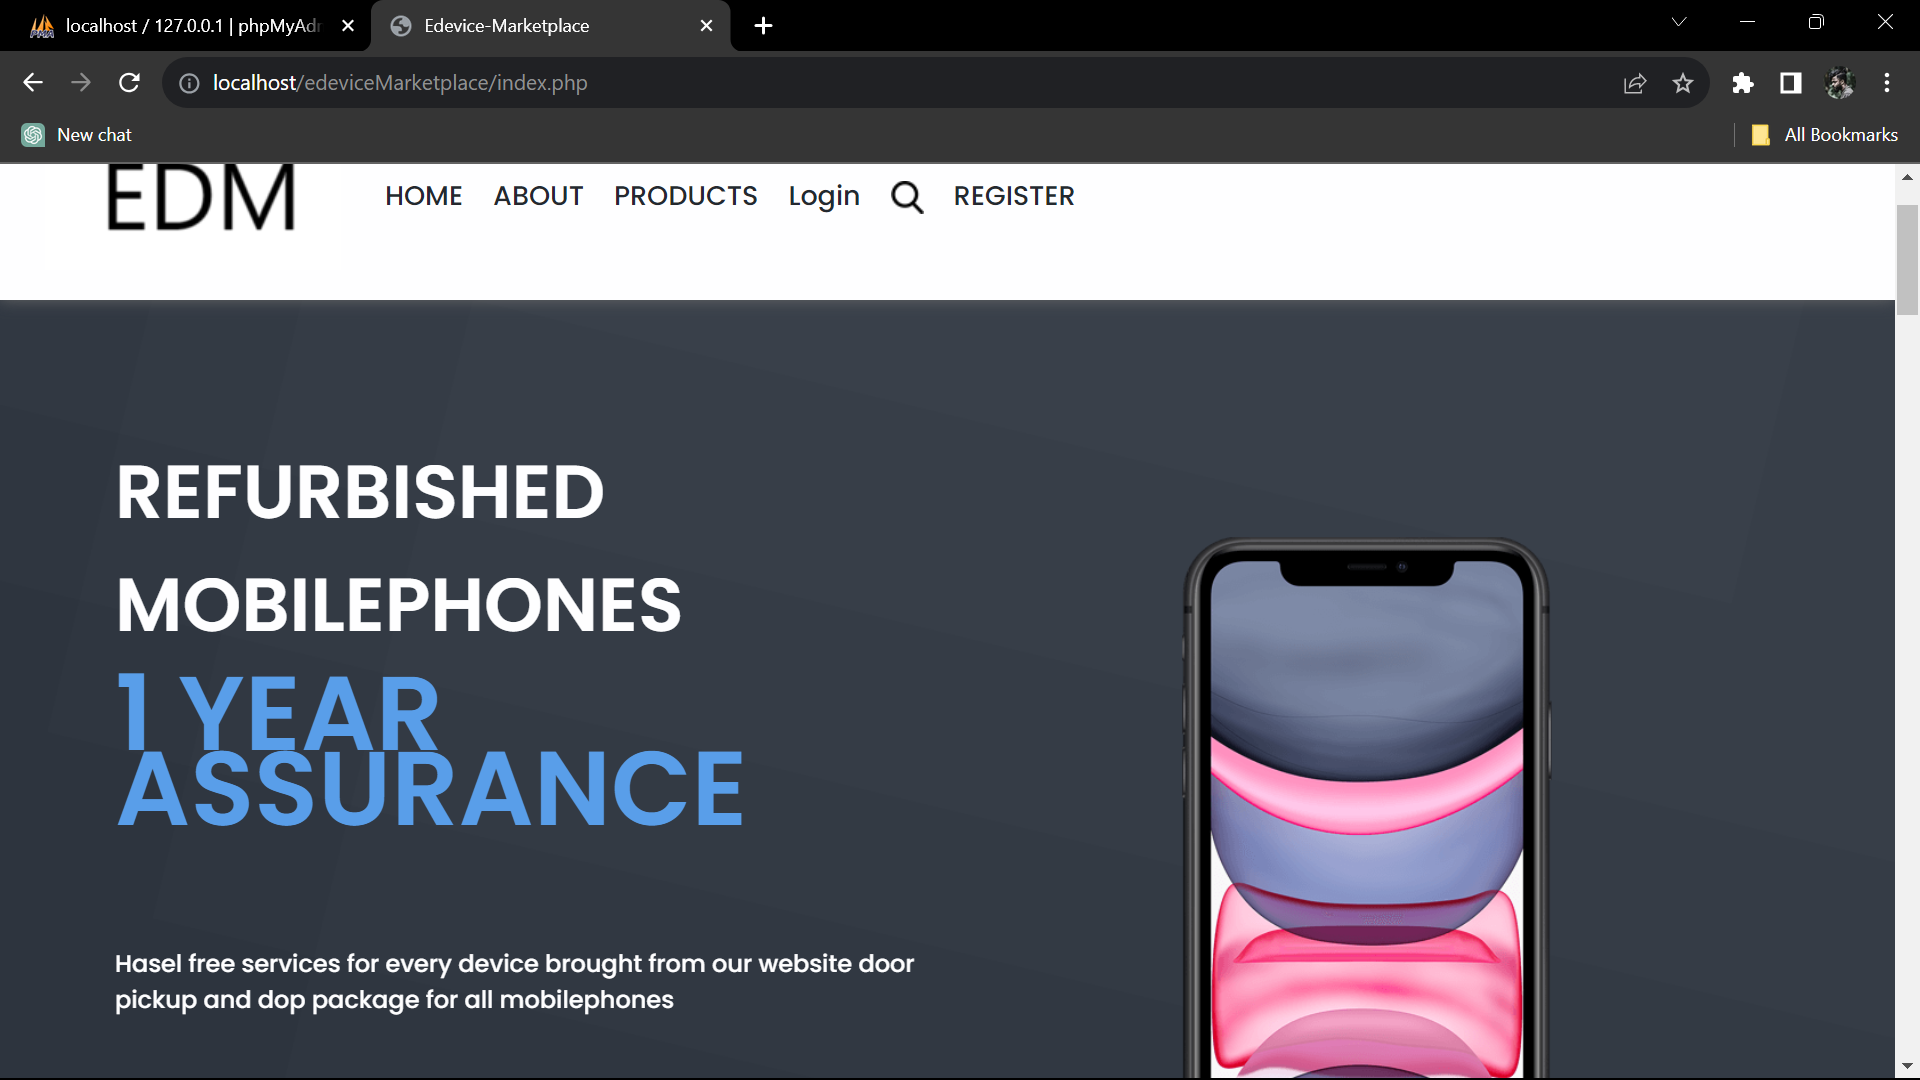 localhost / 127.0.0.1 | phpMyAd
Edevice-Marketplace
localhost/edeviceMarketplace/index.php
New chat
All Bookmarks
EDM
HOME ABOUT PRODUCTS Login REGISTER
REFURBISHED
MOBILEPHONES
1 YEAR
ASSURANCE
Hasel free services for every device brought from our website door
pickup and dop package for all mobilephones